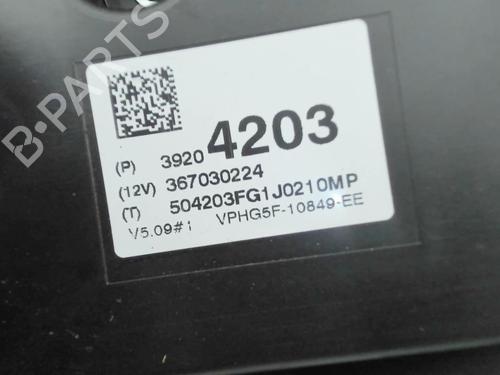 B-PARTS
(P) 3920 4203
(12V) 367030224
(T) 504203FG1J0210MP
V5.09#1 VPHG5F-10849-EE